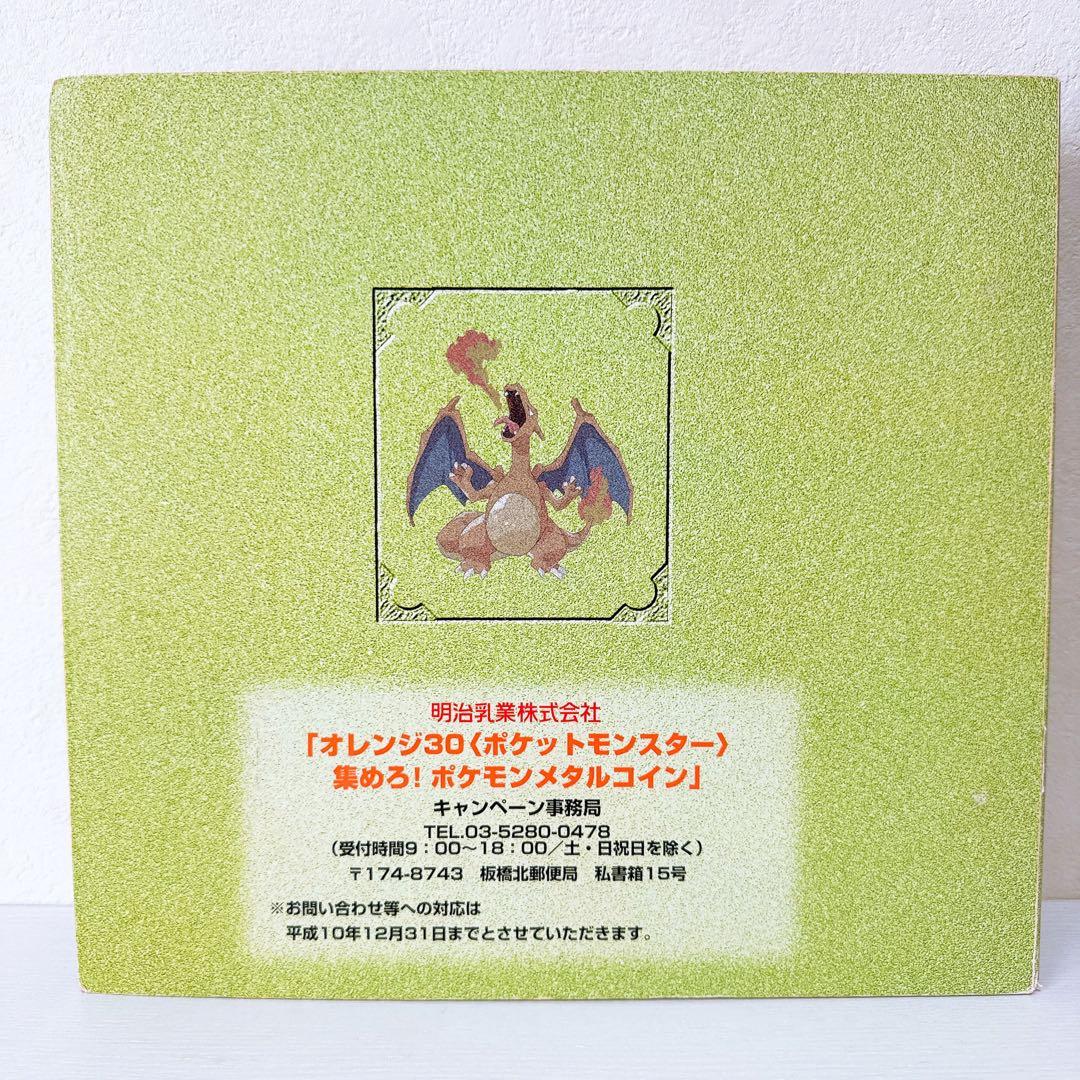 明治乳業株式会社
「オレンジ30〈ポケットモンスター〉
集めろ! ポケモンメタルコイン」
キャンペーン事務局
TEL.03-5280-0478
(受付時間9:00〜18:00/土・日祝日を除く)
〒174-8743 板橋北郵便局 私書箱15号
※お問い合わせ等への対応は
平成10年12月31日までとさせていただきます。